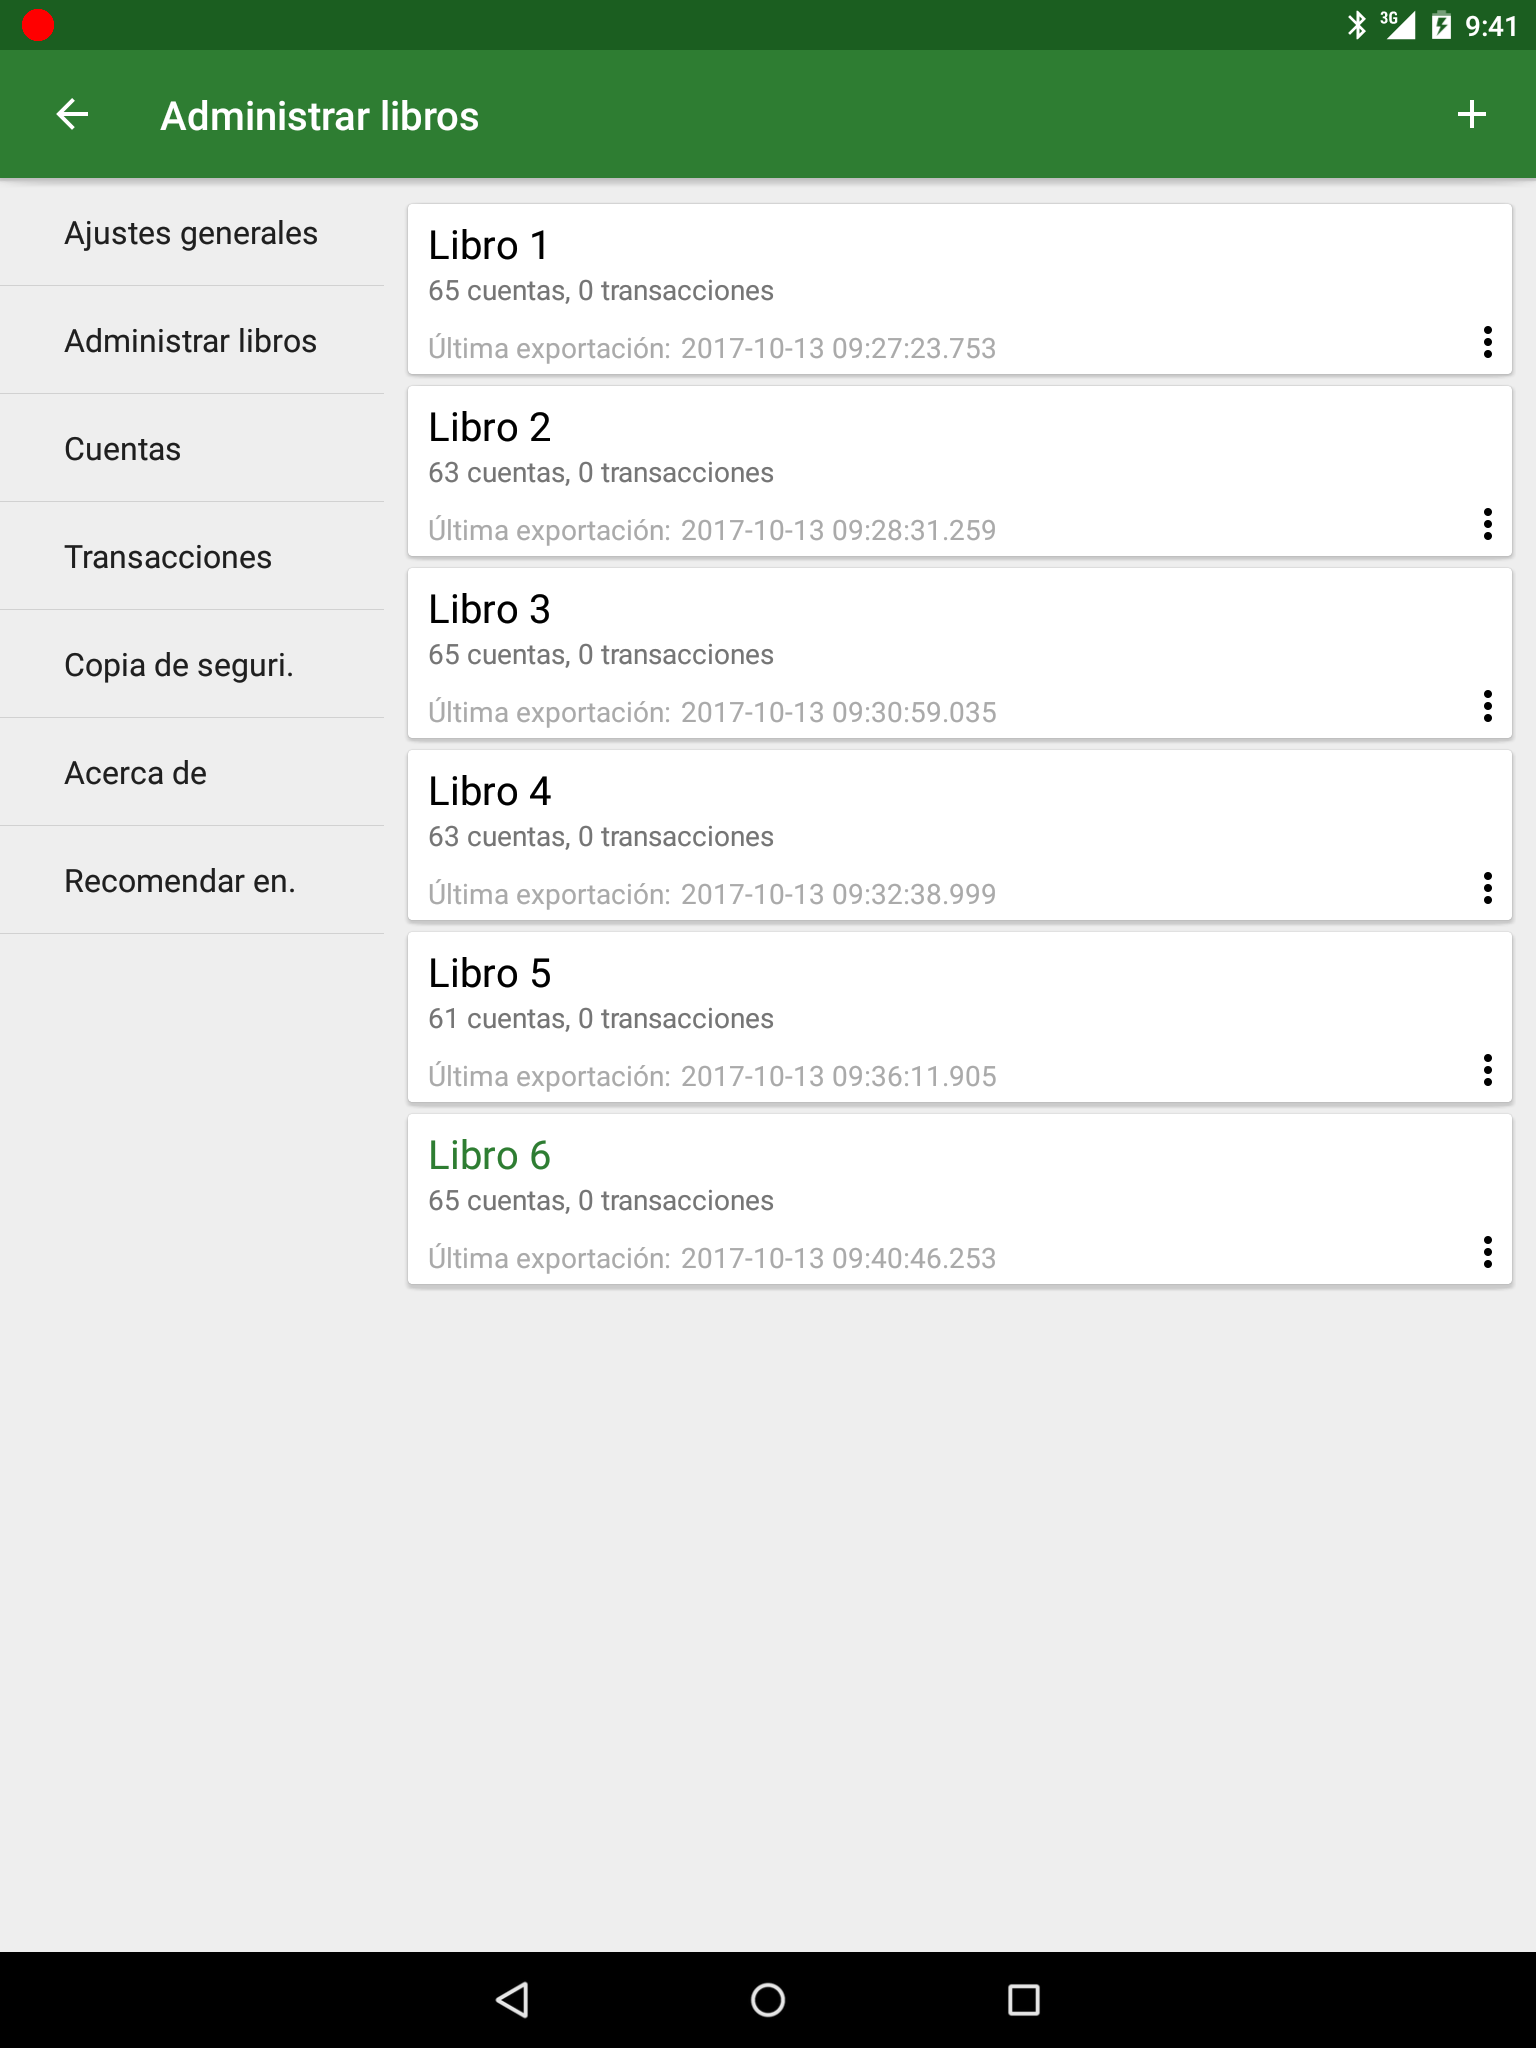 3G 9:41
Administrar libros
Ajustes generales
Administrar libros
Cuentas
Transacciones
Copia de seguri.
Acerca de
Recomendar en.
Libro 1
65 cuentas, 0 transacciones
Última exportación: 2017-10-13 09:27:23.753
Libro 2
63 cuentas, 0 transacciones
Última exportación: 2017-10-13 09:28:31.259
Libro 3
65 cuentas, 0 transacciones
Última exportación: 2017-10-13 09:30:59.035
Libro 4
63 cuentas, 0 transacciones
Última exportación: 2017-10-13 09:32:38.999
Libro 5
61 cuentas, 0 transacciones
Última exportación: 2017-10-13 09:36:11.905
Libro 6
65 cuentas, 0 transacciones
Última exportación: 2017-10-13 09:40:46.253